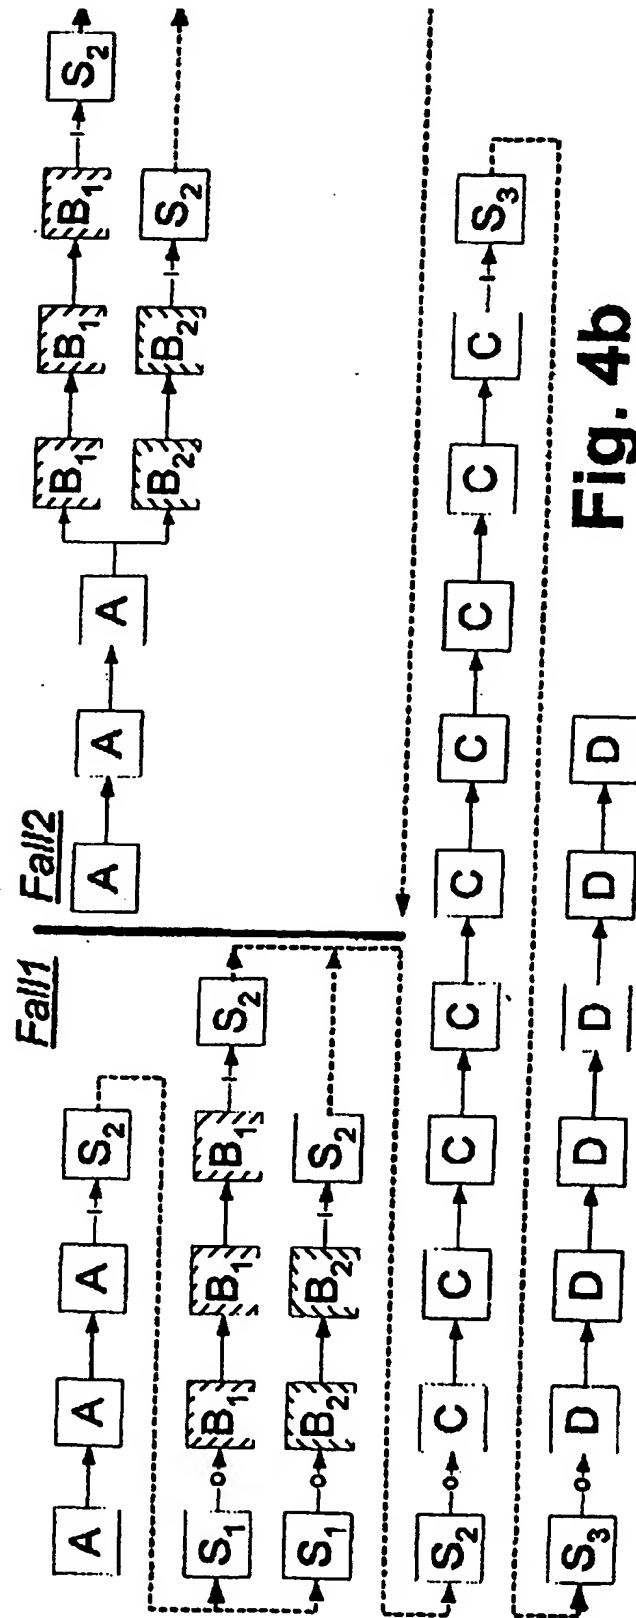 Fall1
A A A S2
S1 B1 B1 B1 S2
S1 B2 B2 S2
Fall2
B1 B1 B1 S2
A A A
B2 B2 S2
S2 C C C C C C C C C S3
S3 D D D D D D
Fig. 4b